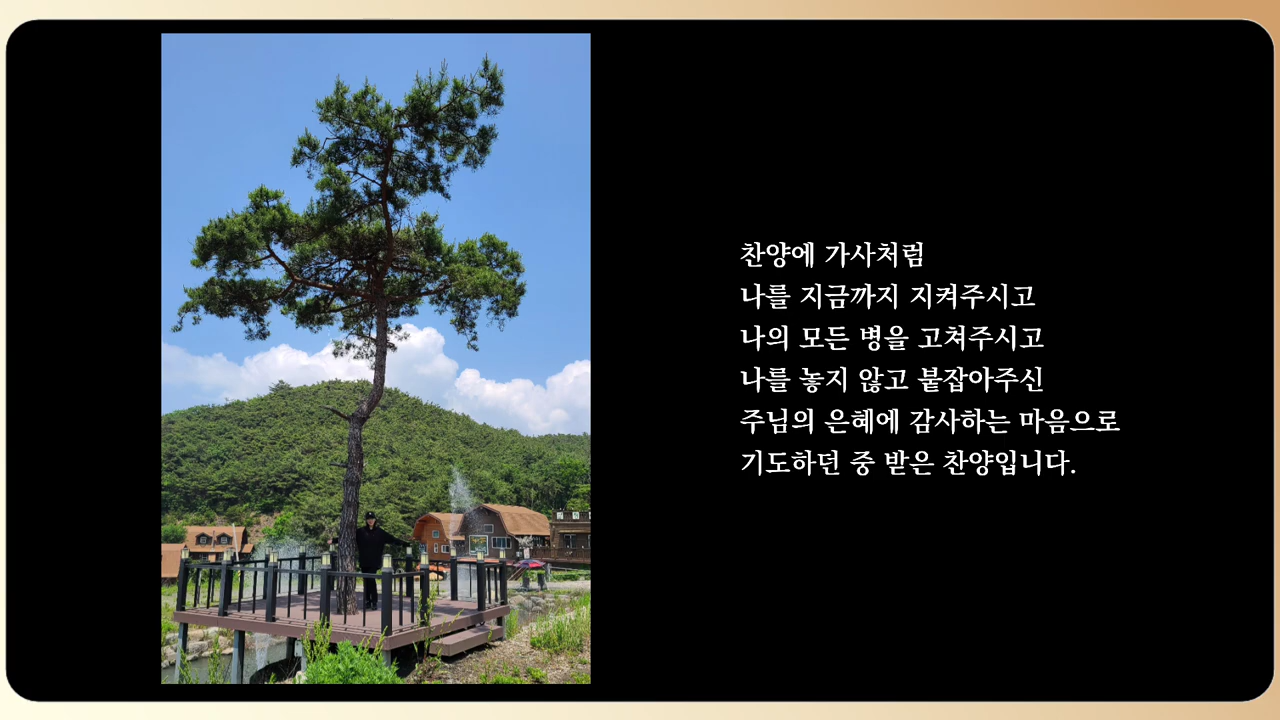 찬양에 가사처럼
나를 지금까지 지켜주시고
나의 모든 병을 고쳐주시고
나를 놓지 않고 붙잡아주신
주님의 은혜에 감사하는 마음으로
기도하던 중 받은 찬양입니다.